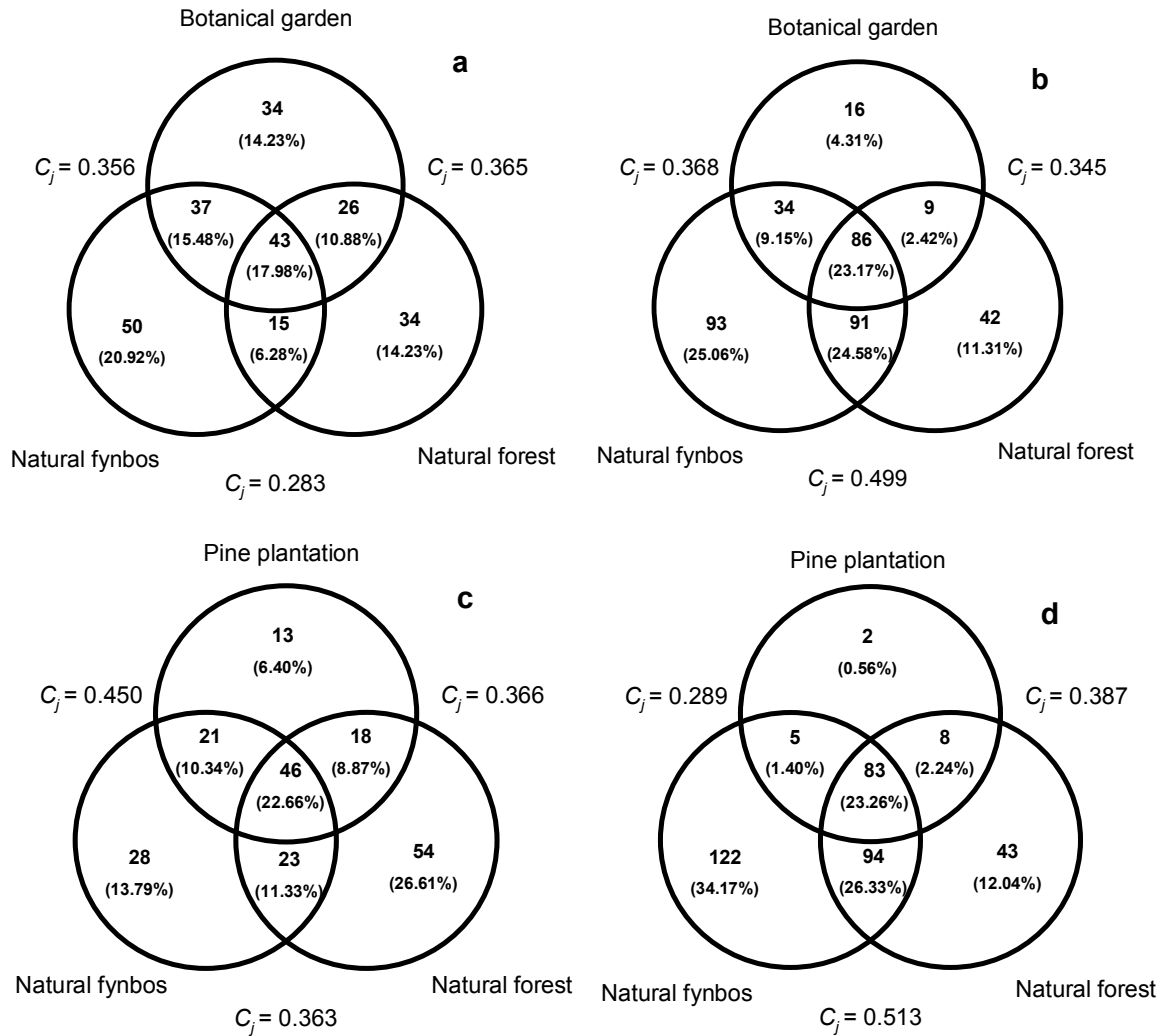 Botanical garden
a
34
(14.23%)
C_j = 0.356
C_j = 0.365
37
(15.48%)
43
(17.98%)
26
(10.88%)
50
(20.92%)
15
(6.28%)
34
(14.23%)
Natural fynbos
Natural forest
C_j = 0.283
Botanical garden
b
16
(4.31%)
C_j = 0.368
C_j = 0.345
34
(9.15%)
86
(23.17%)
9
(2.42%)
93
(25.06%)
91
(24.58%)
42
(11.31%)
Natural fynbos
Natural forest
C_j = 0.499
Pine plantation
c
13
(6.40%)
C_j = 0.450
C_j = 0.366
21
(10.34%)
46
(22.66%)
18
(8.87%)
28
(13.79%)
23
(11.33%)
54
(26.61%)
Natural fynbos
Natural forest
C_j = 0.363
Pine plantation
d
2
(0.56%)
C_j = 0.289
C_j = 0.387
5
(1.40%)
83
(23.26%)
8
(2.24%)
122
(34.17%)
94
(26.33%)
43
(12.04%)
Natural fynbos
Natural forest
C_j = 0.513